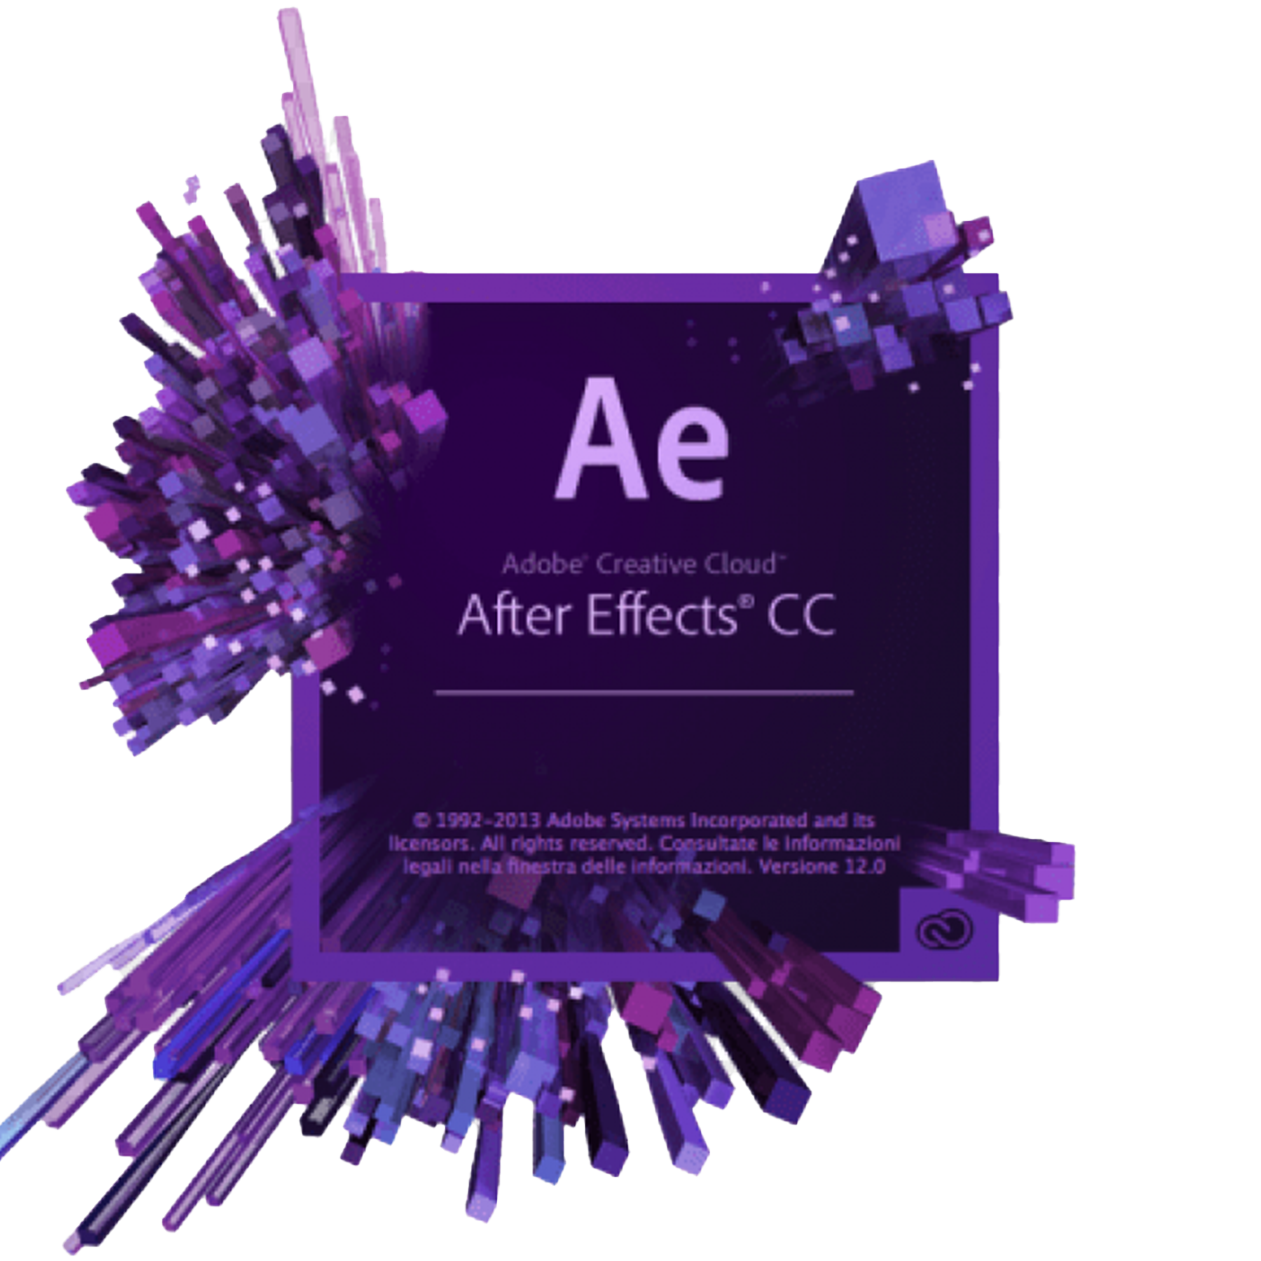 Ae
Adobe® Creative Cloud™
After Effects® CC
© 1992-2013 Adobe Systems Incorporated and its
licensors. All rights reserved. Consultate le informazioni
legali nella finestra delle informazioni. Versione 12.0